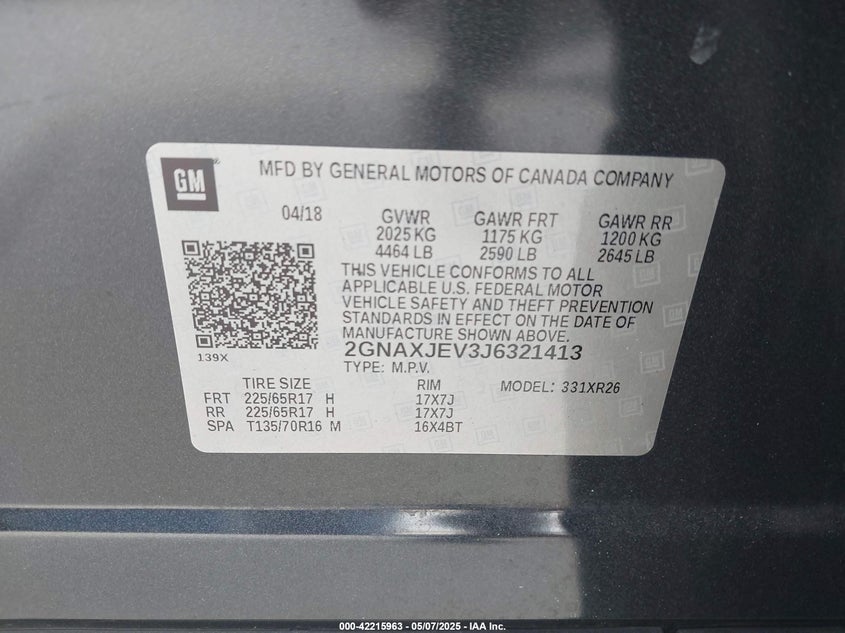 GM
MFD BY GENERAL MOTORS OF CANADA COMPANY
04/18 GVWR GAWR FRT GAWR RR
2025 KG 1175 KG 1200 KG
4464 LB 2590 LB 2645 LB
THIS VEHICLE CONFORMS TO ALL
APPLICABLE U.S. FEDERAL MOTOR
VEHICLE SAFETY AND THEFT PREVENTION
STANDARDS IN EFFECT ON THE DATE OF
MANUFACTURE SHOWN ABOVE.
139X
2GNAXJEV3J6321413
TYPE: M.P.V.
TIRE SIZE RIM MODEL: 331XR26
FRT 225/65R17 H 17X7J
RR 225/65R17 H 17X7J
SPA T135/70R16 M 16X4BT
000-42215963 - 05/07/2025 - IAA Inc.